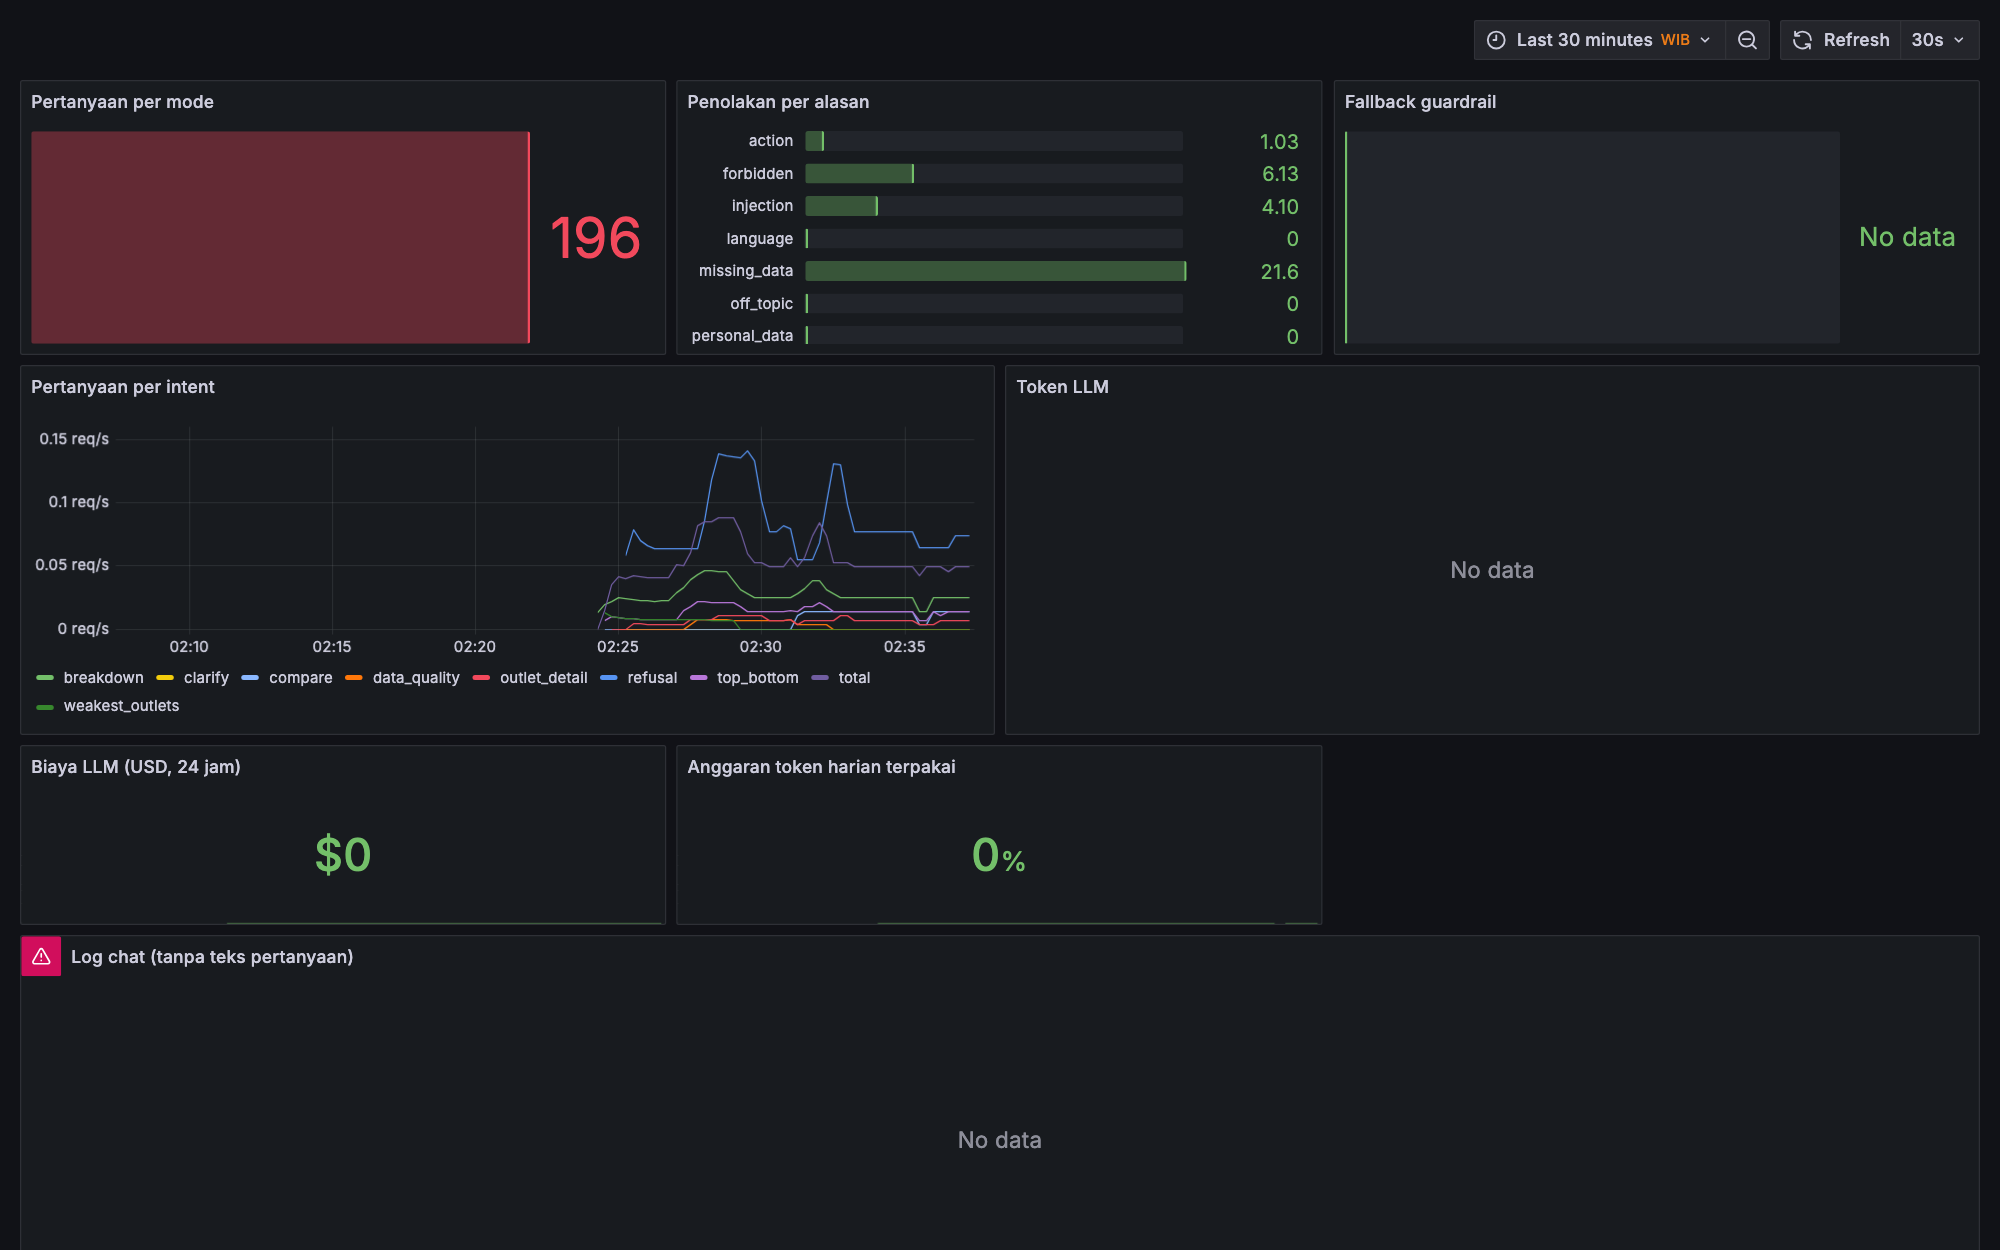 Last 30 minutes WIB
Refresh 30s
Pertanyaan per mode
196
Penolakan per alasan
action 1.03
forbidden 6.13
injection 4.10
language 0
missing_data 21.6
off_topic 0
personal_data 0
Fallback guardrail
No data
Pertanyaan per intent
0.15 req/s
0.1 req/s
0.05 req/s
0 req/s
02:10 02:15 02:20 02:25 02:30 02:35
breakdown clarify compare data_quality outlet_detail refusal top_bottom total
weakest_outlets
Token LLM
No data
Biaya LLM (USD, 24 jam)
$0
Anggaran token harian terpakai
0%
Log chat (tanpa teks pertanyaan)
No data